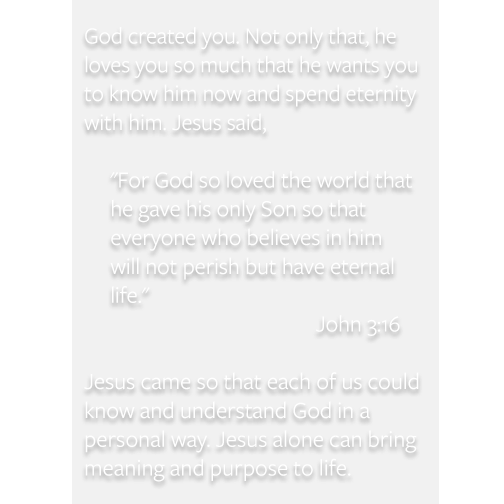 God created you. Not only that, he
loves you so much that he wants you
to know him now and spend eternity
with him. Jesus said,
"For God so loved the world that
he gave his only Son so that
everyone who believes in him
will not perish but have eternal
life."
John 3:16
Jesus came so that each of us could
know and understand God in a
personal way. Jesus alone can bring
meaning and purpose to life.